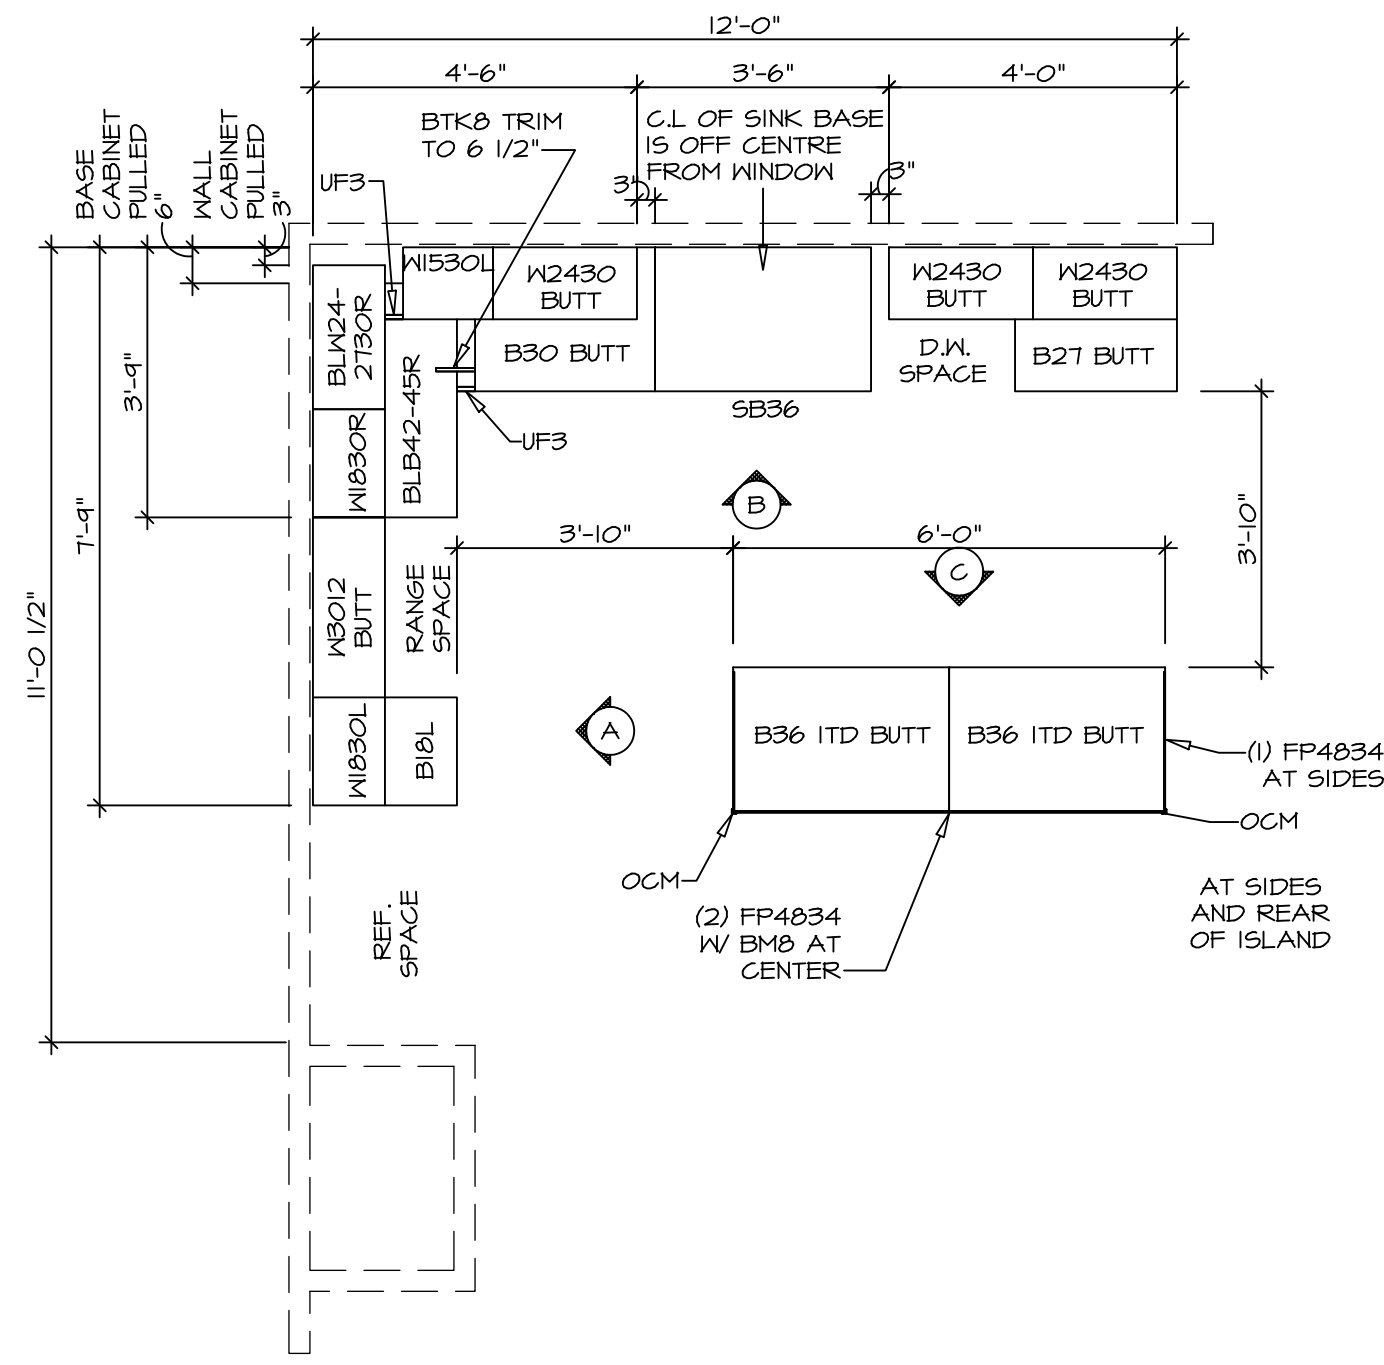 12'-0"
4'-6"
3'-6"
4'-0"
BTK8 TRIM
TO 6 1/2"
C.L OF SINK BASE
IS OFF CENTRE
FROM WINDOW
BASE
CABINET
PULLED
6"
WALL
CABINET
PULLED
3"
UF3
3"
3"
W1530L
W2430
BUTT
W2430
BUTT
W2430
BUTT
BLW24-
2730R
B30 BUTT
D.W.
SPACE
B27 BUTT
SB36
BLB42-45R
UF3
W1830R
3'-9"
7'-9"
11'-0 1/2"
B
3'-10"
6'-0"
3'-10"
C
W3012
BUTT
RANGE
SPACE
A
W1830L
B18L
B36 1TD BUTT
B36 1TD BUTT
(1) FP4834
AT SIDES
OCM
OCM
(2) FP4834
W/ BM8 AT
CENTER
AT SIDES
AND REAR
OF ISLAND
REF.
SPACE